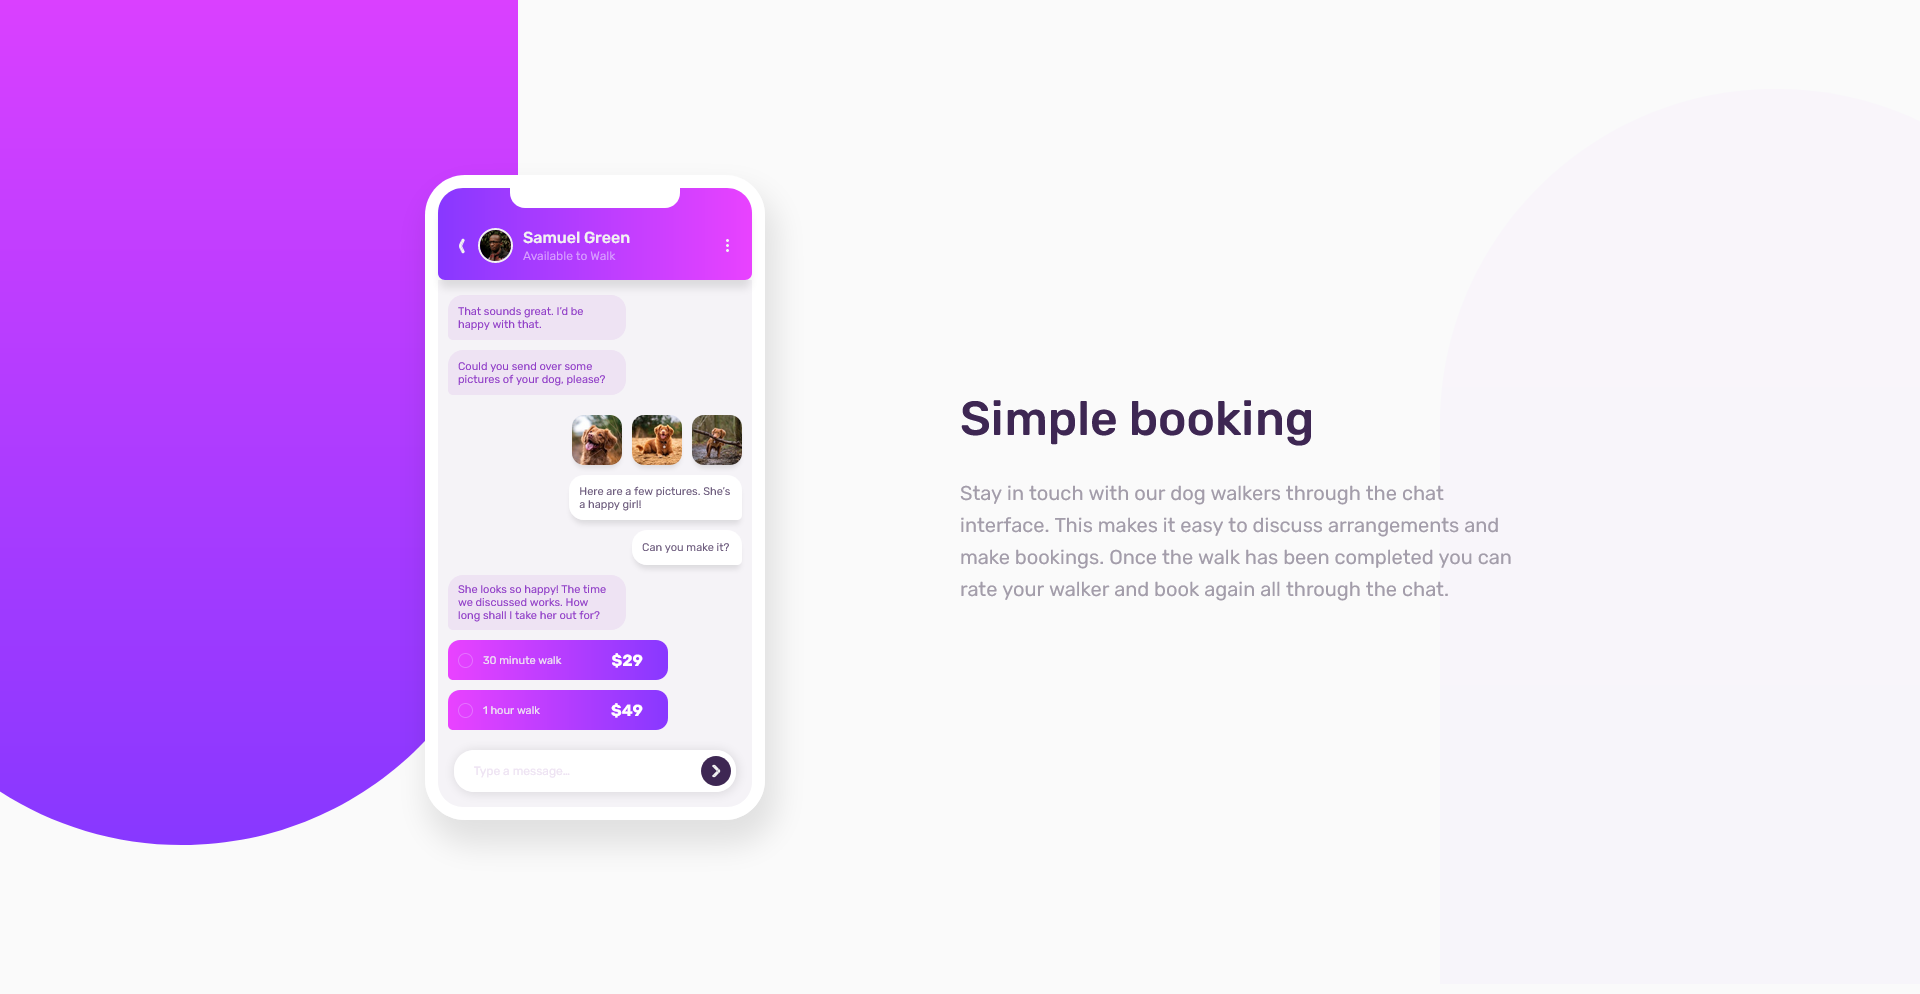 Samuel Green
Available to Walk
That sounds great. I'd be
happy with that.
Could you send over some
pictures of your dog, please?
Here are a few pictures. She's
a happy girl!
Can you make it?
She looks so happy! The time
we discussed works. How
long shall I take her out for?
30 minute walk $29
1 hour walk $49
Type a message...
Simple booking
Stay in touch with our dog walkers through the chat
interface. This makes it easy to discuss arrangements and
make bookings. Once the walk has been completed you can
rate your walker and book again all through the chat.